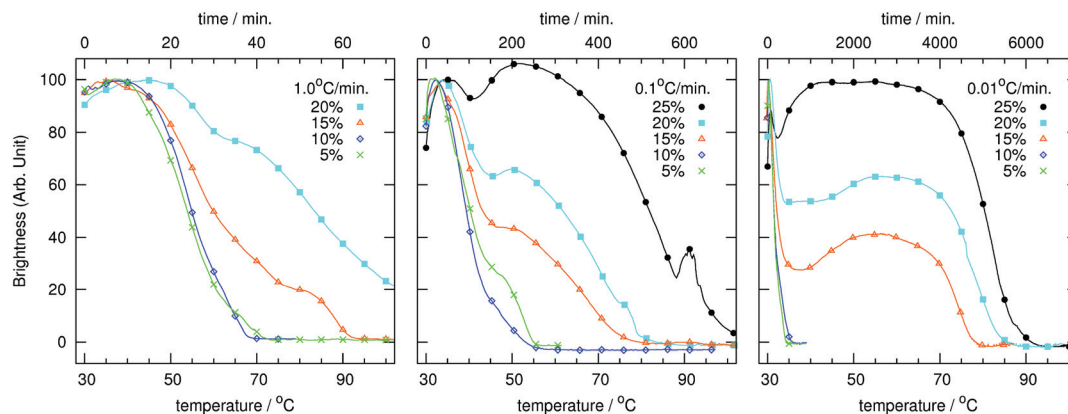 time / min.
time / min.
time / min.
0 20 40 60
0 200 400 600
0 2000 4000 6000
Brightness (Arb. Unit)
100
80
60
40
20
0
1.0°C/min.
20%
15%
10%
5%
0.1°C/min.
25%
20%
15%
10%
5%
0.01°C/min.
25%
20%
15%
10%
5%
30 50 70 90
30 50 70 90
30 50 70 90
temperature / °C
temperature / °C
temperature / °C